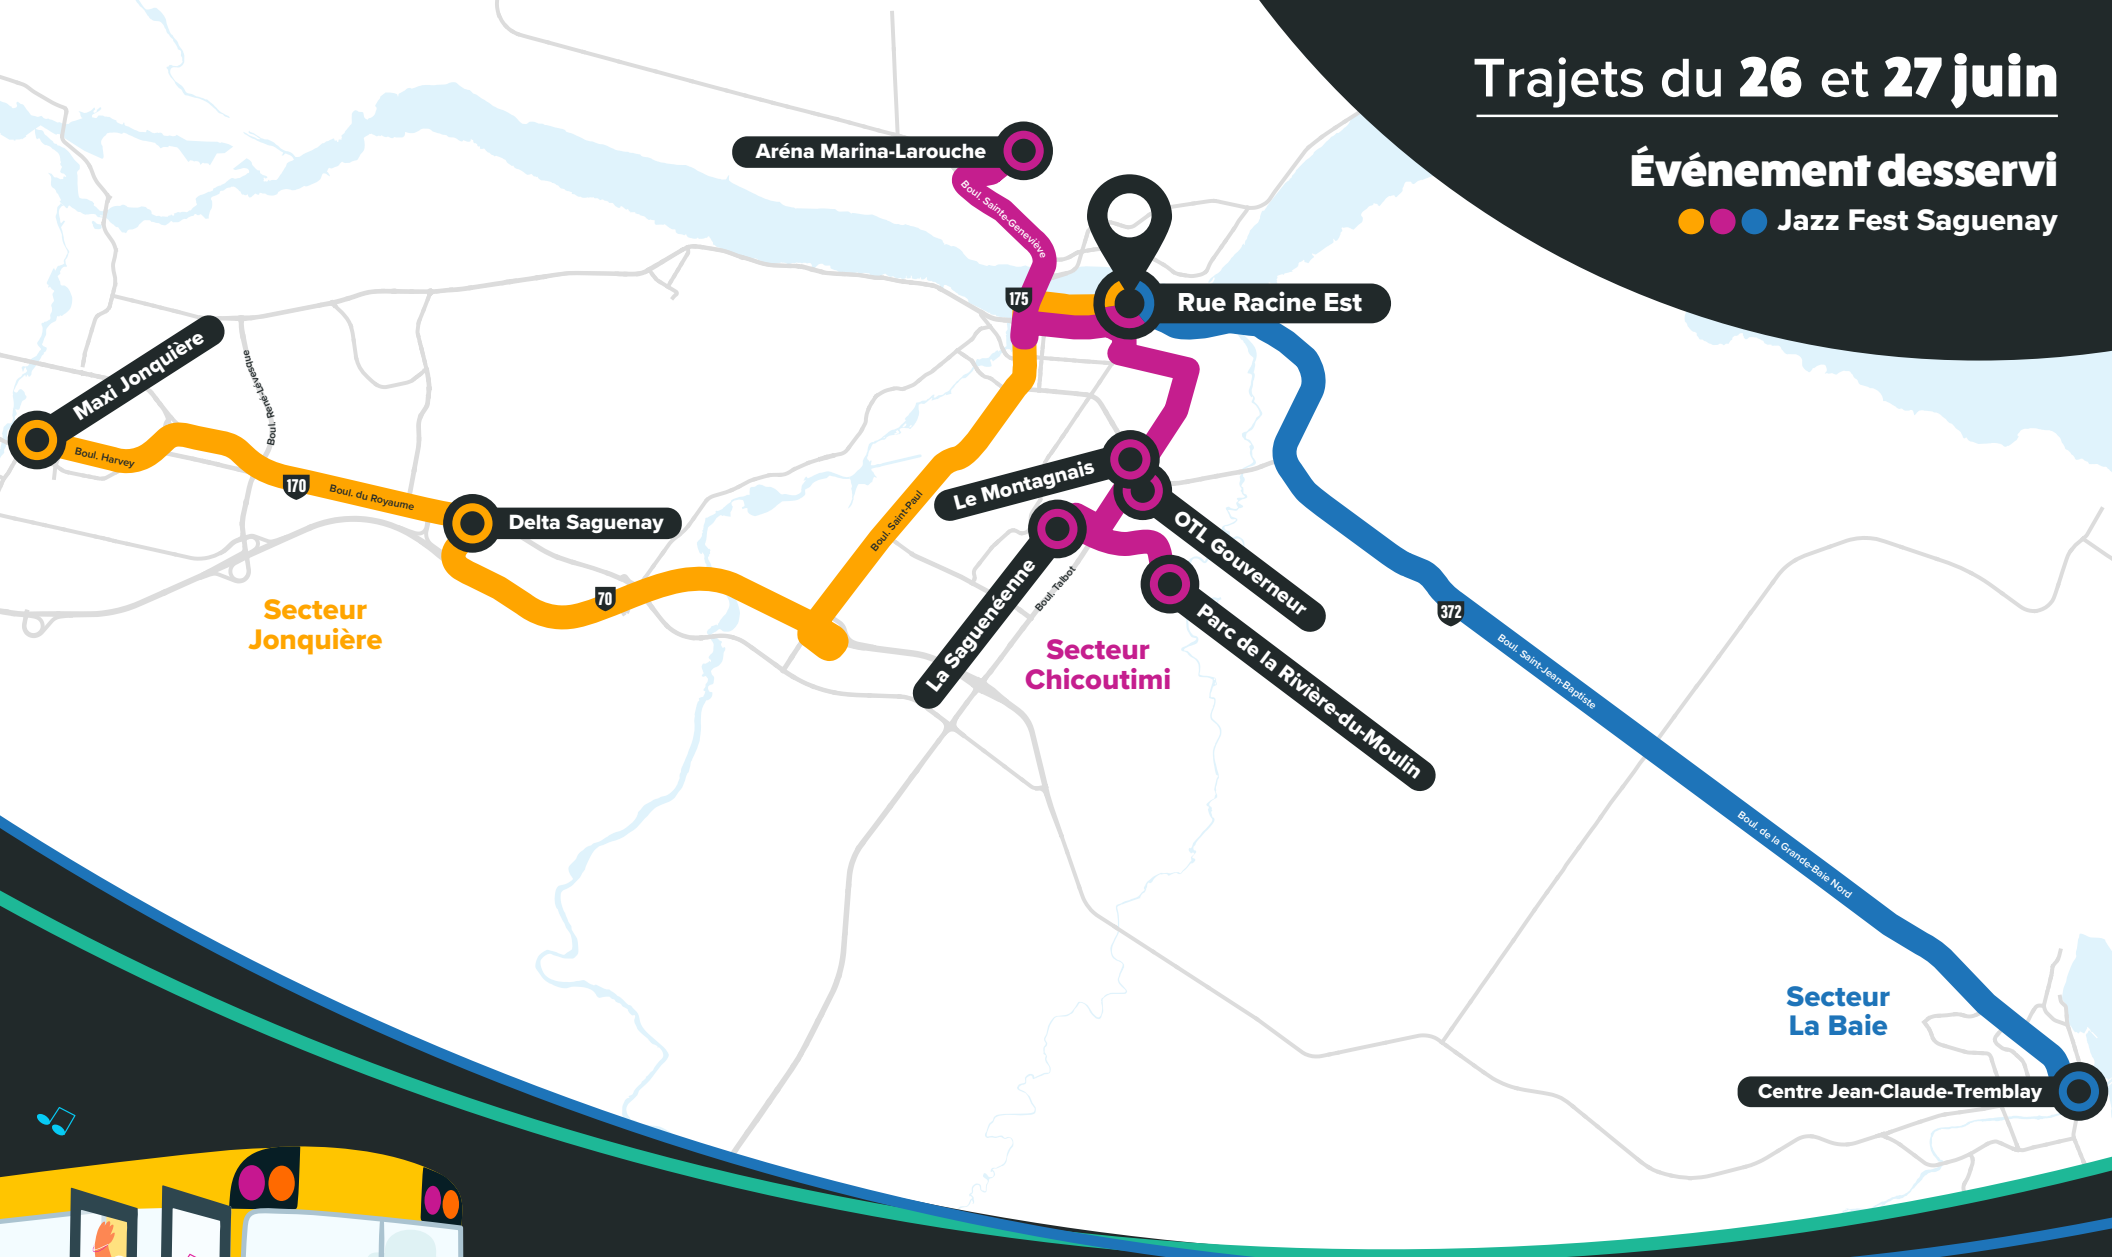 Trajets du 26 et 27 juin
Événement desservi
Jazz Fest Saguenay
Aréna Marina-Larouche
Boul. Sainte-Geneviève
175
Rue Racine Est
Maxi Jonquière
Boul. René-Lévesque
Boul. Harvey
170
Boul. du Royaume
Delta Saguenay
Boul. Saint-Paul
70
Le Montagnais
OTL Gouverneur
La Saguenéenne
Boul. Talbot
Parc de la Rivière-du-Moulin
372
Boul. Saint-Jean-Baptiste
Secteur
Jonquière
Secteur
Chicoutimi
Boul. de la Grande-Baie Nord
Secteur
La Baie
Centre Jean-Claude-Tremblay